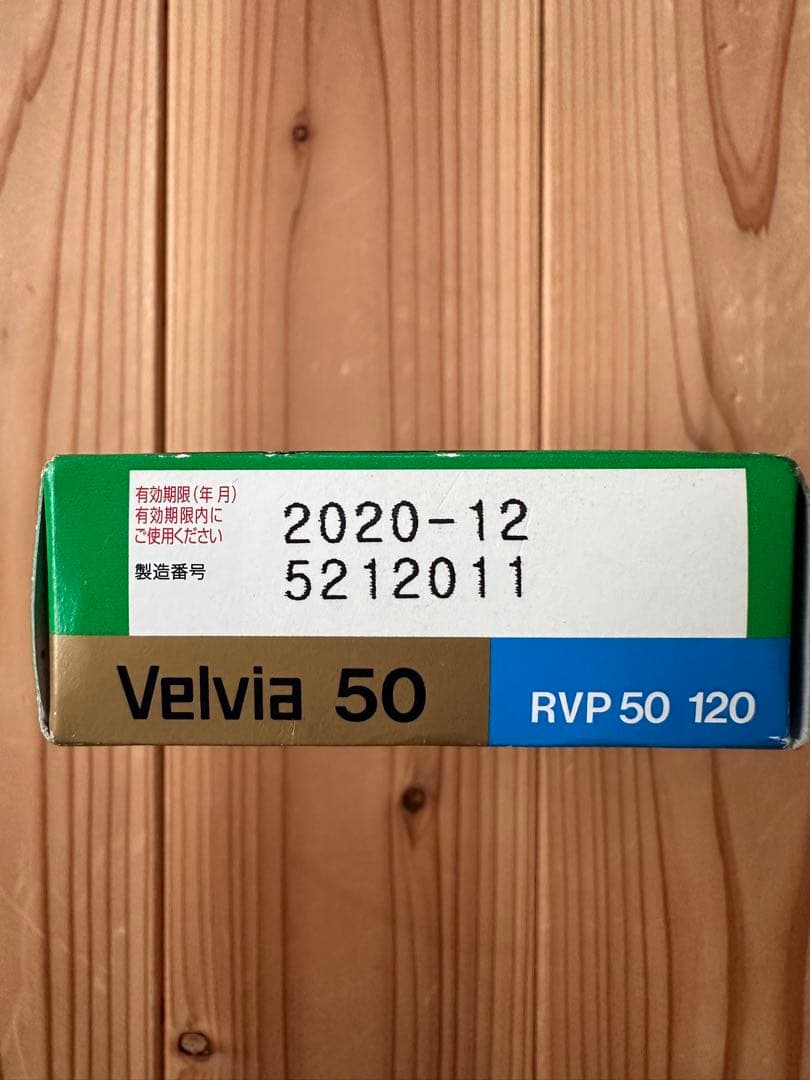 有効期限(年月)
有効期限内に
ご使用ください
2020-12
製造番号
5212011
Velvia 50
RVP 50 120